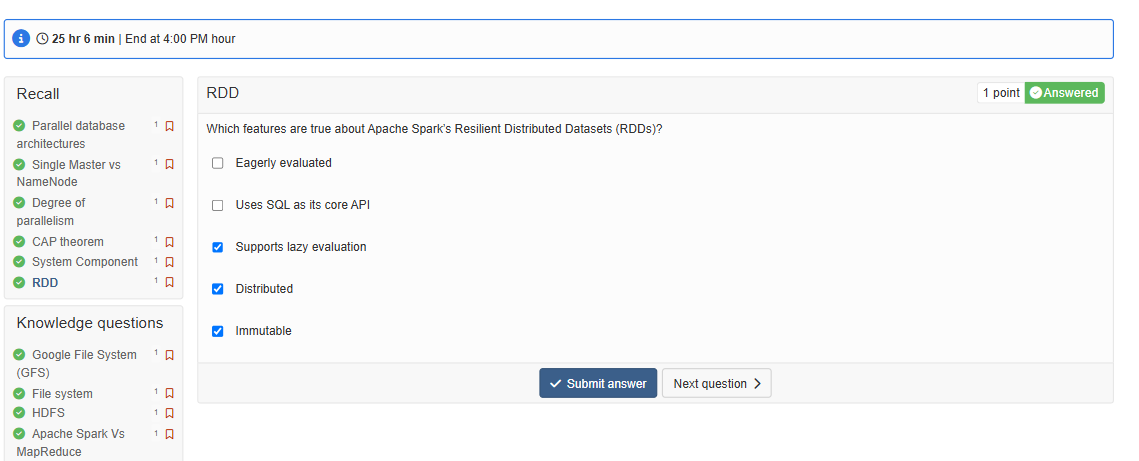 25 hr 6 min | End at 4:00 PM hour
Recall
Parallel database 1
architectures
Single Master vs 1
NameNode
Degree of 1
parallelism
CAP theorem 1
System Component 1
RDD 1
Knowledge questions
Google File System 1
(GFS)
File system 1
HDFS 1
Apache Spark Vs 1
MapReduce
RDD
1 point Answered
Which features are true about Apache Spark's Resilient Distributed Datasets (RDDs)?
Eagerly evaluated
Uses SQL as its core API
Supports lazy evaluation
Distributed
Immutable
Submit answer
Next question